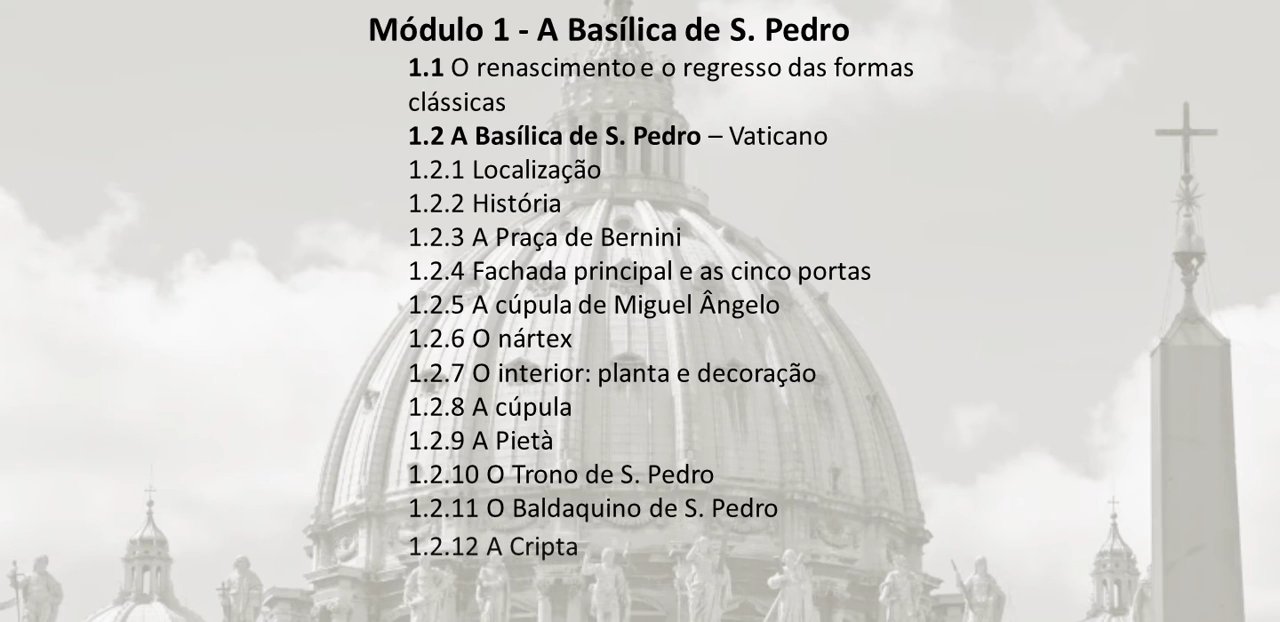 Módulo 1 - A Basílica de S. Pedro
1.1 O renascimento e o regresso das formas
clássicas
1.2 A Basílica de S. Pedro – Vaticano
1.2.1 Localização
1.2.2 História
1.2.3 A Praça de Bernini
1.2.4 Fachada principal e as cinco portas
1.2.5 A cúpula de Miguel Ângelo
1.2.6 O nártex
1.2.7 O interior: planta e decoração
1.2.8 A cúpula
1.2.9 A Pietà
1.2.10 O Trono de S. Pedro
1.2.11 O Baldaquino de S. Pedro
1.2.12 A Cripta